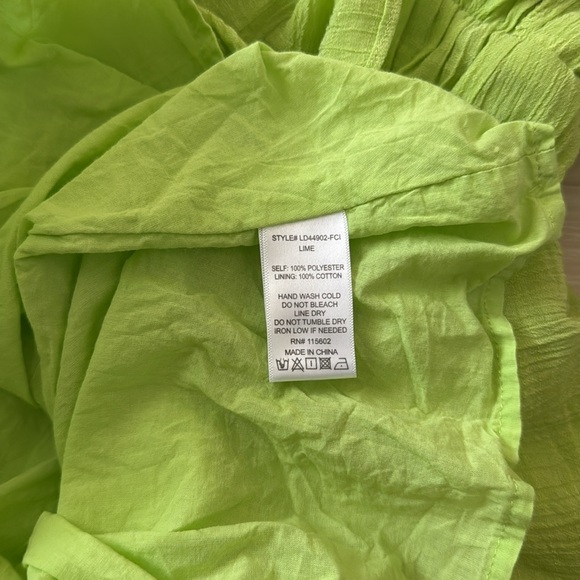 STYLE# LD44902-FCI
LIME
SELF: 100% POLYESTER
LINING: 100% COTTON
HAND WASH COLD
DO NOT BLEACH
LINE DRY
DO NOT TUMBLE DRY
IRON LOW IF NEEDED
RN# 115602
MADE IN CHINA